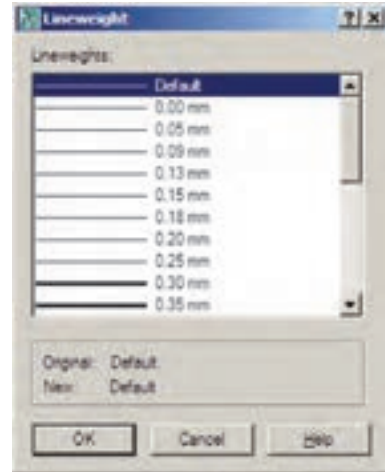 Lineweight
Lineweights:
Default
0.00 mm
0.05 mm
0.09 mm
0.13 mm
0.15 mm
0.18 mm
0.20 mm
0.25 mm
0.30 mm
0.35 mm
Original: Default
New: Default
OK Cancel Help